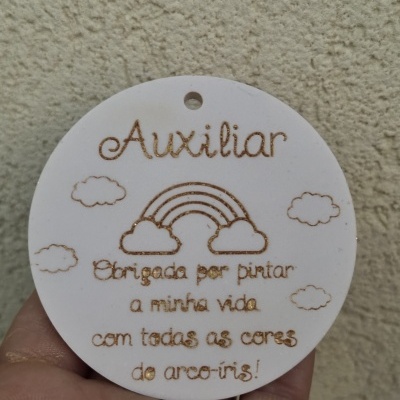 Auxiliar
Obrigada por pintar
a minha vida
com todas as cores
do arco-íris!